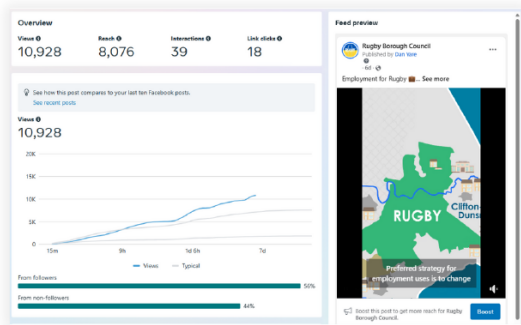 Overview
Views Reach Interactions Link clicks
10,928 8,076 39 18
See how this post compares to your last ten Facebook posts.
See recent posts
Views
10,928
20K
15K
10K
5K
0
15m 9h 1d 6h 7d
Views Typical
From followers
56%
From non-followers
44%
Feed preview
Rugby Borough Council
Published by Dan
6d
Employment for Rugby ... See more
RUGBY
Clifton
Duns
Preferred strategy for
employment uses is to change
Boost this post to get more reach for Rugby
Borough Council.
Boost